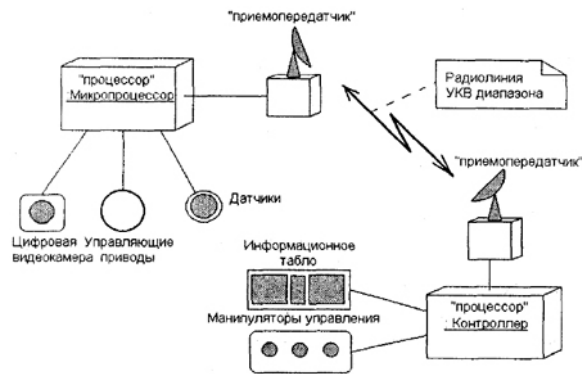 "приемопередатчик"
"процессор"
:Микропроцессор
Радиолиния
УКВ диапазона
"приемопередатчик"
Датчики
Цифровая
видеокамера
Управляющие
приводы
Информационное
табло
Манипуляторы управления
"процессор"
:Контроллер